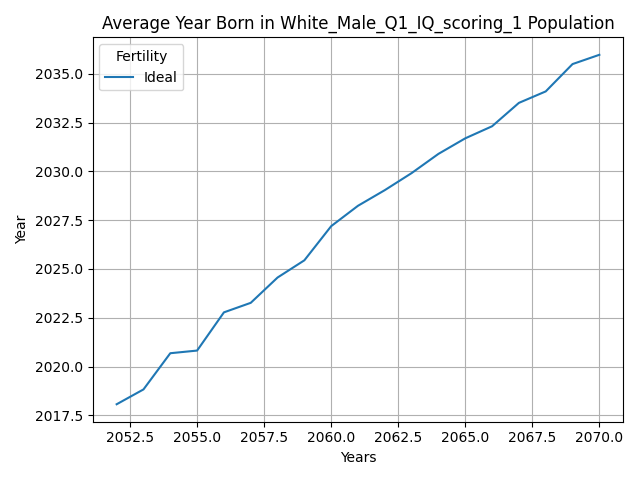 Average Year Born in White_Male_Q1_IQ_scoring_1 Population
Fertility
Ideal
2035.0
2032.5
2030.0
2027.5
2025.0
2022.5
2020.0
2017.5
Year
2052.5 2055.0 2057.5 2060.0 2062.5 2065.0 2067.5 2070.0
Years